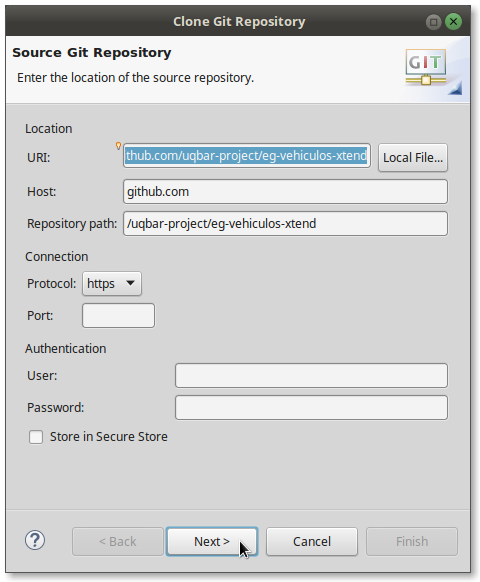 Clone Git Repository
Source Git Repository
Enter the location of the source repository.
GIT
Location
URI: thub.com/uqbar-project/eg-vehiculos-xtend Local File...
Host: github.com
Repository path: /uqbar-project/eg-vehiculos-xtend
Connection
Protocol: https
Port:
Authentication
User:
Password:
Store in Secure Store
? < Back Next > Cancel Finish